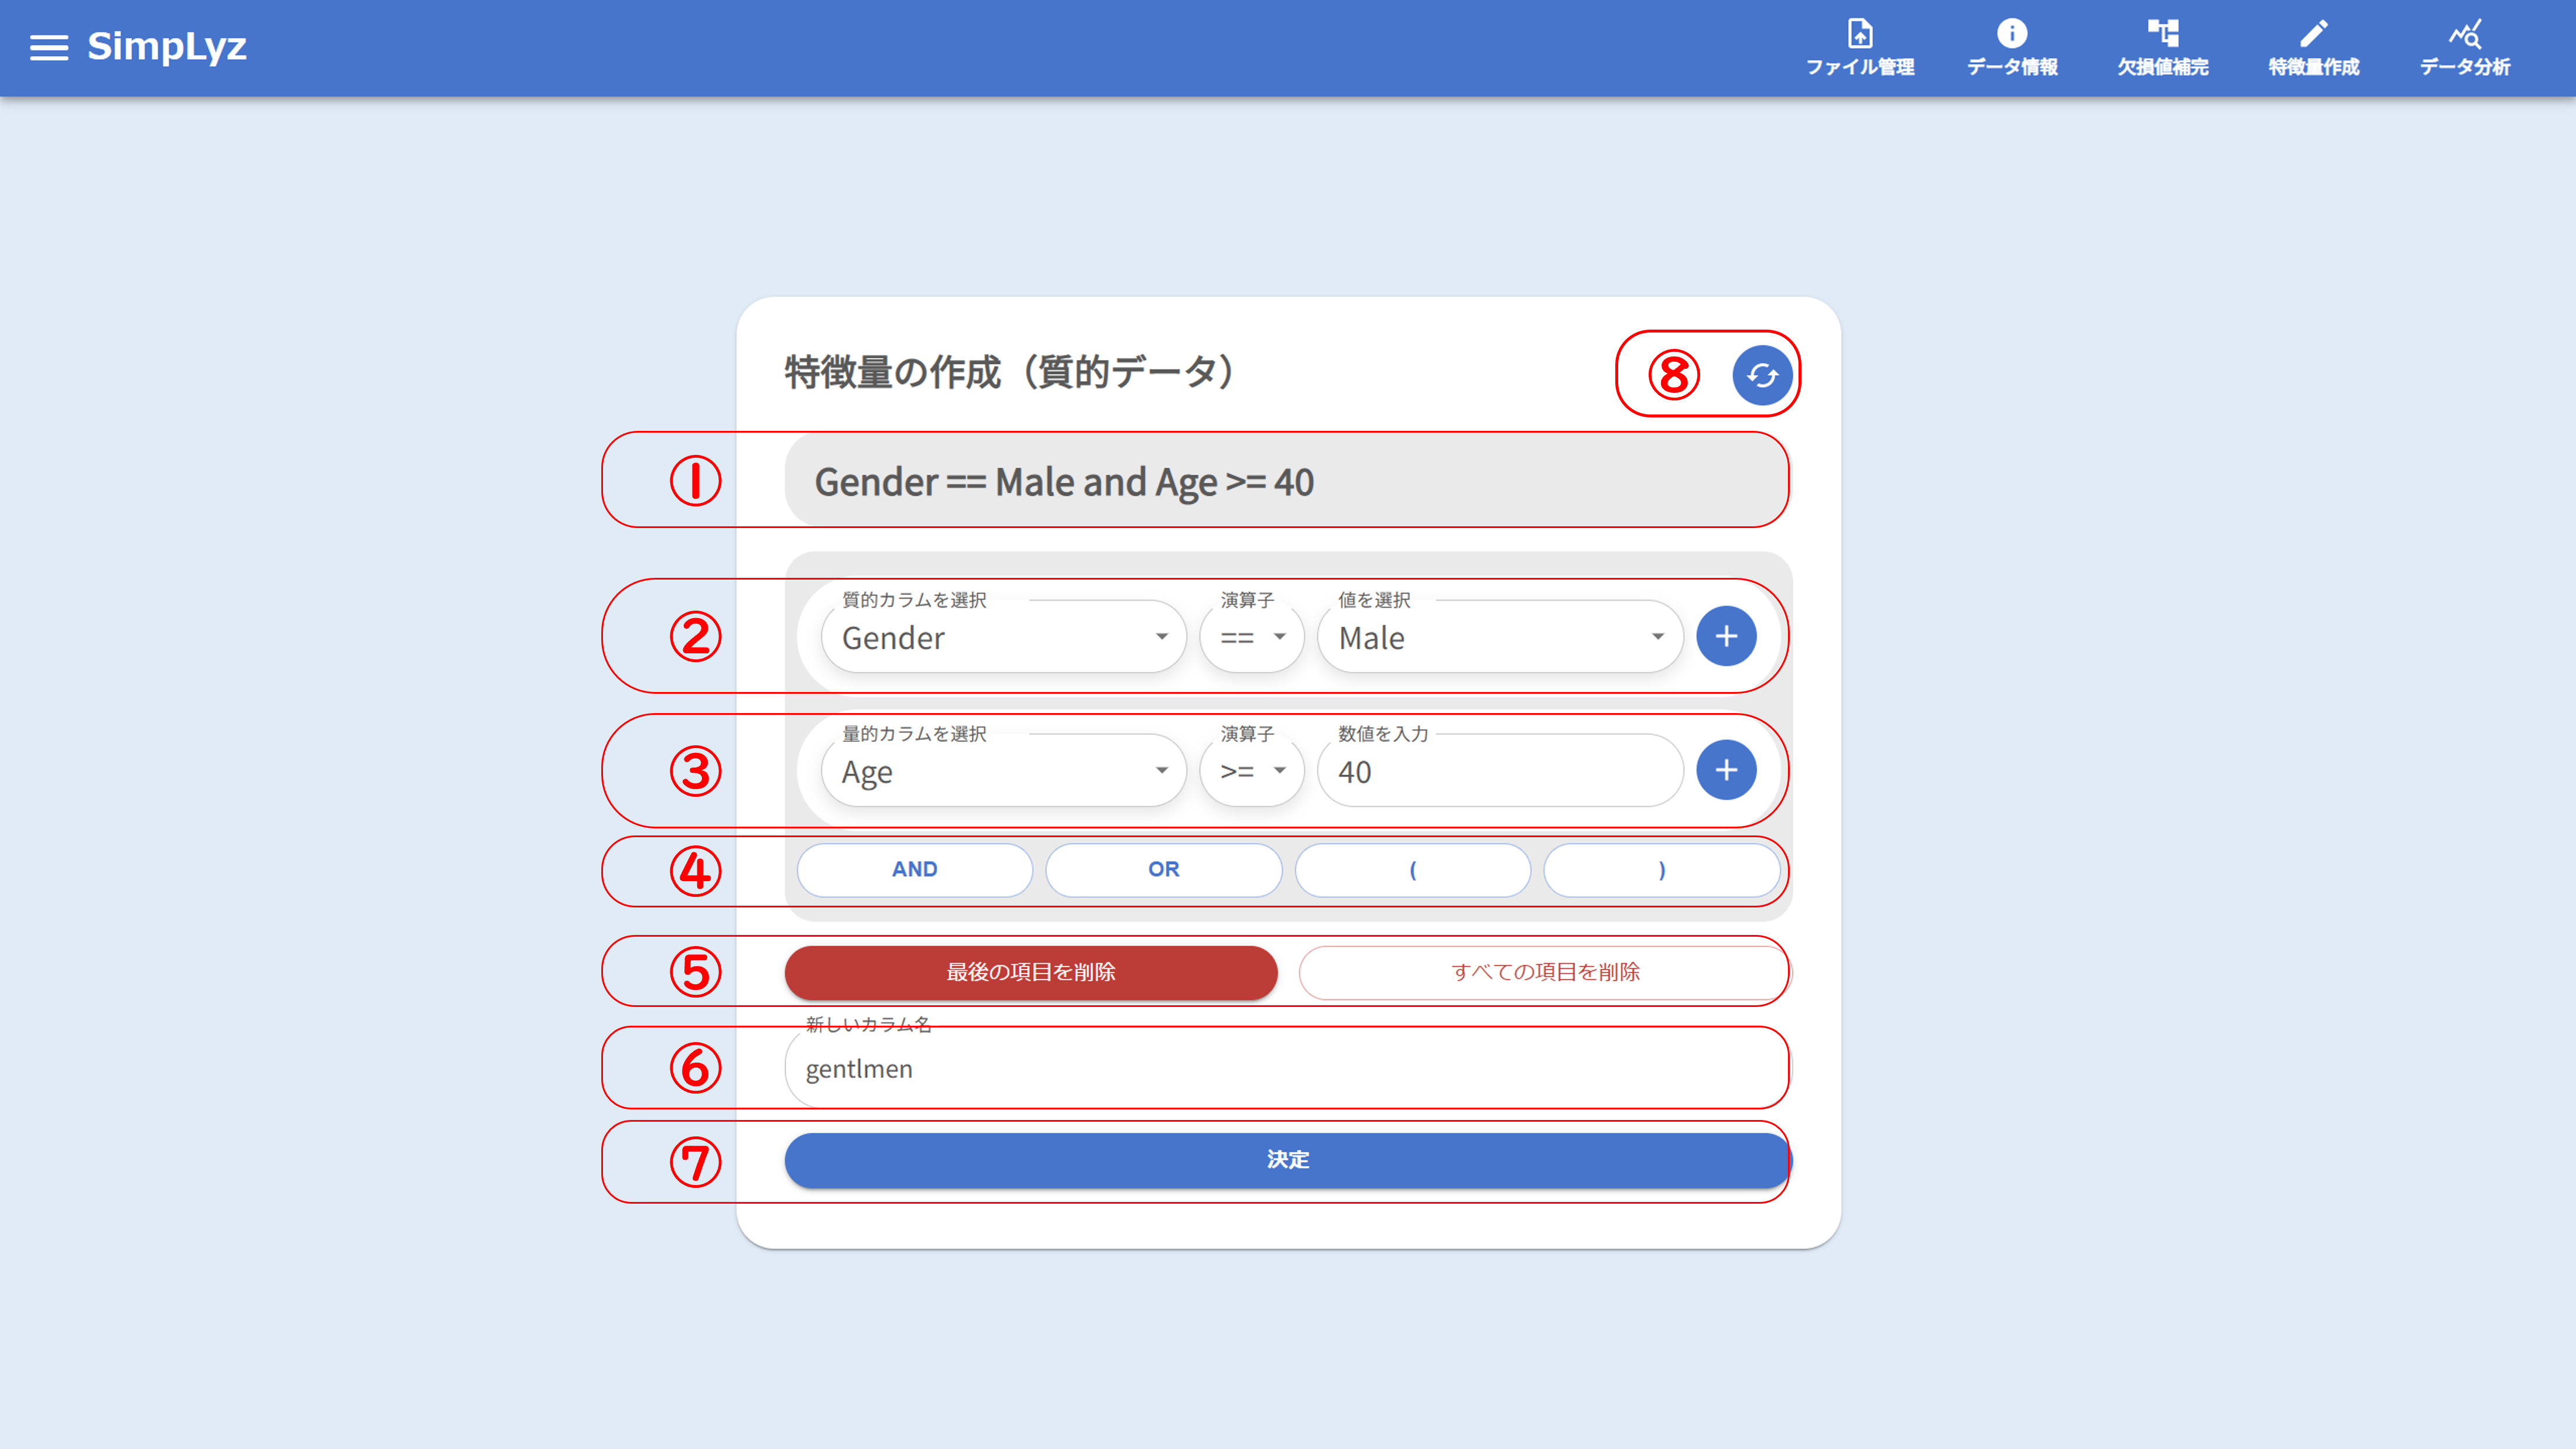 SimpLyz
ファイル管理
データ情報
欠損値補完
特徴量作成
データ分析
特徴量の作成（質的データ）
⑧
①
Gender == Male and Age >= 40
②
質的カラムを選択
Gender
演算子
==
値を選択
Male
+
③
量的カラムを選択
Age
演算子
>=
数値を入力
40
+
④
AND
OR
(
)
⑤
最後の項目を削除
すべての項目を削除
⑥
新しいカラム名
gentlmen
⑦
決定